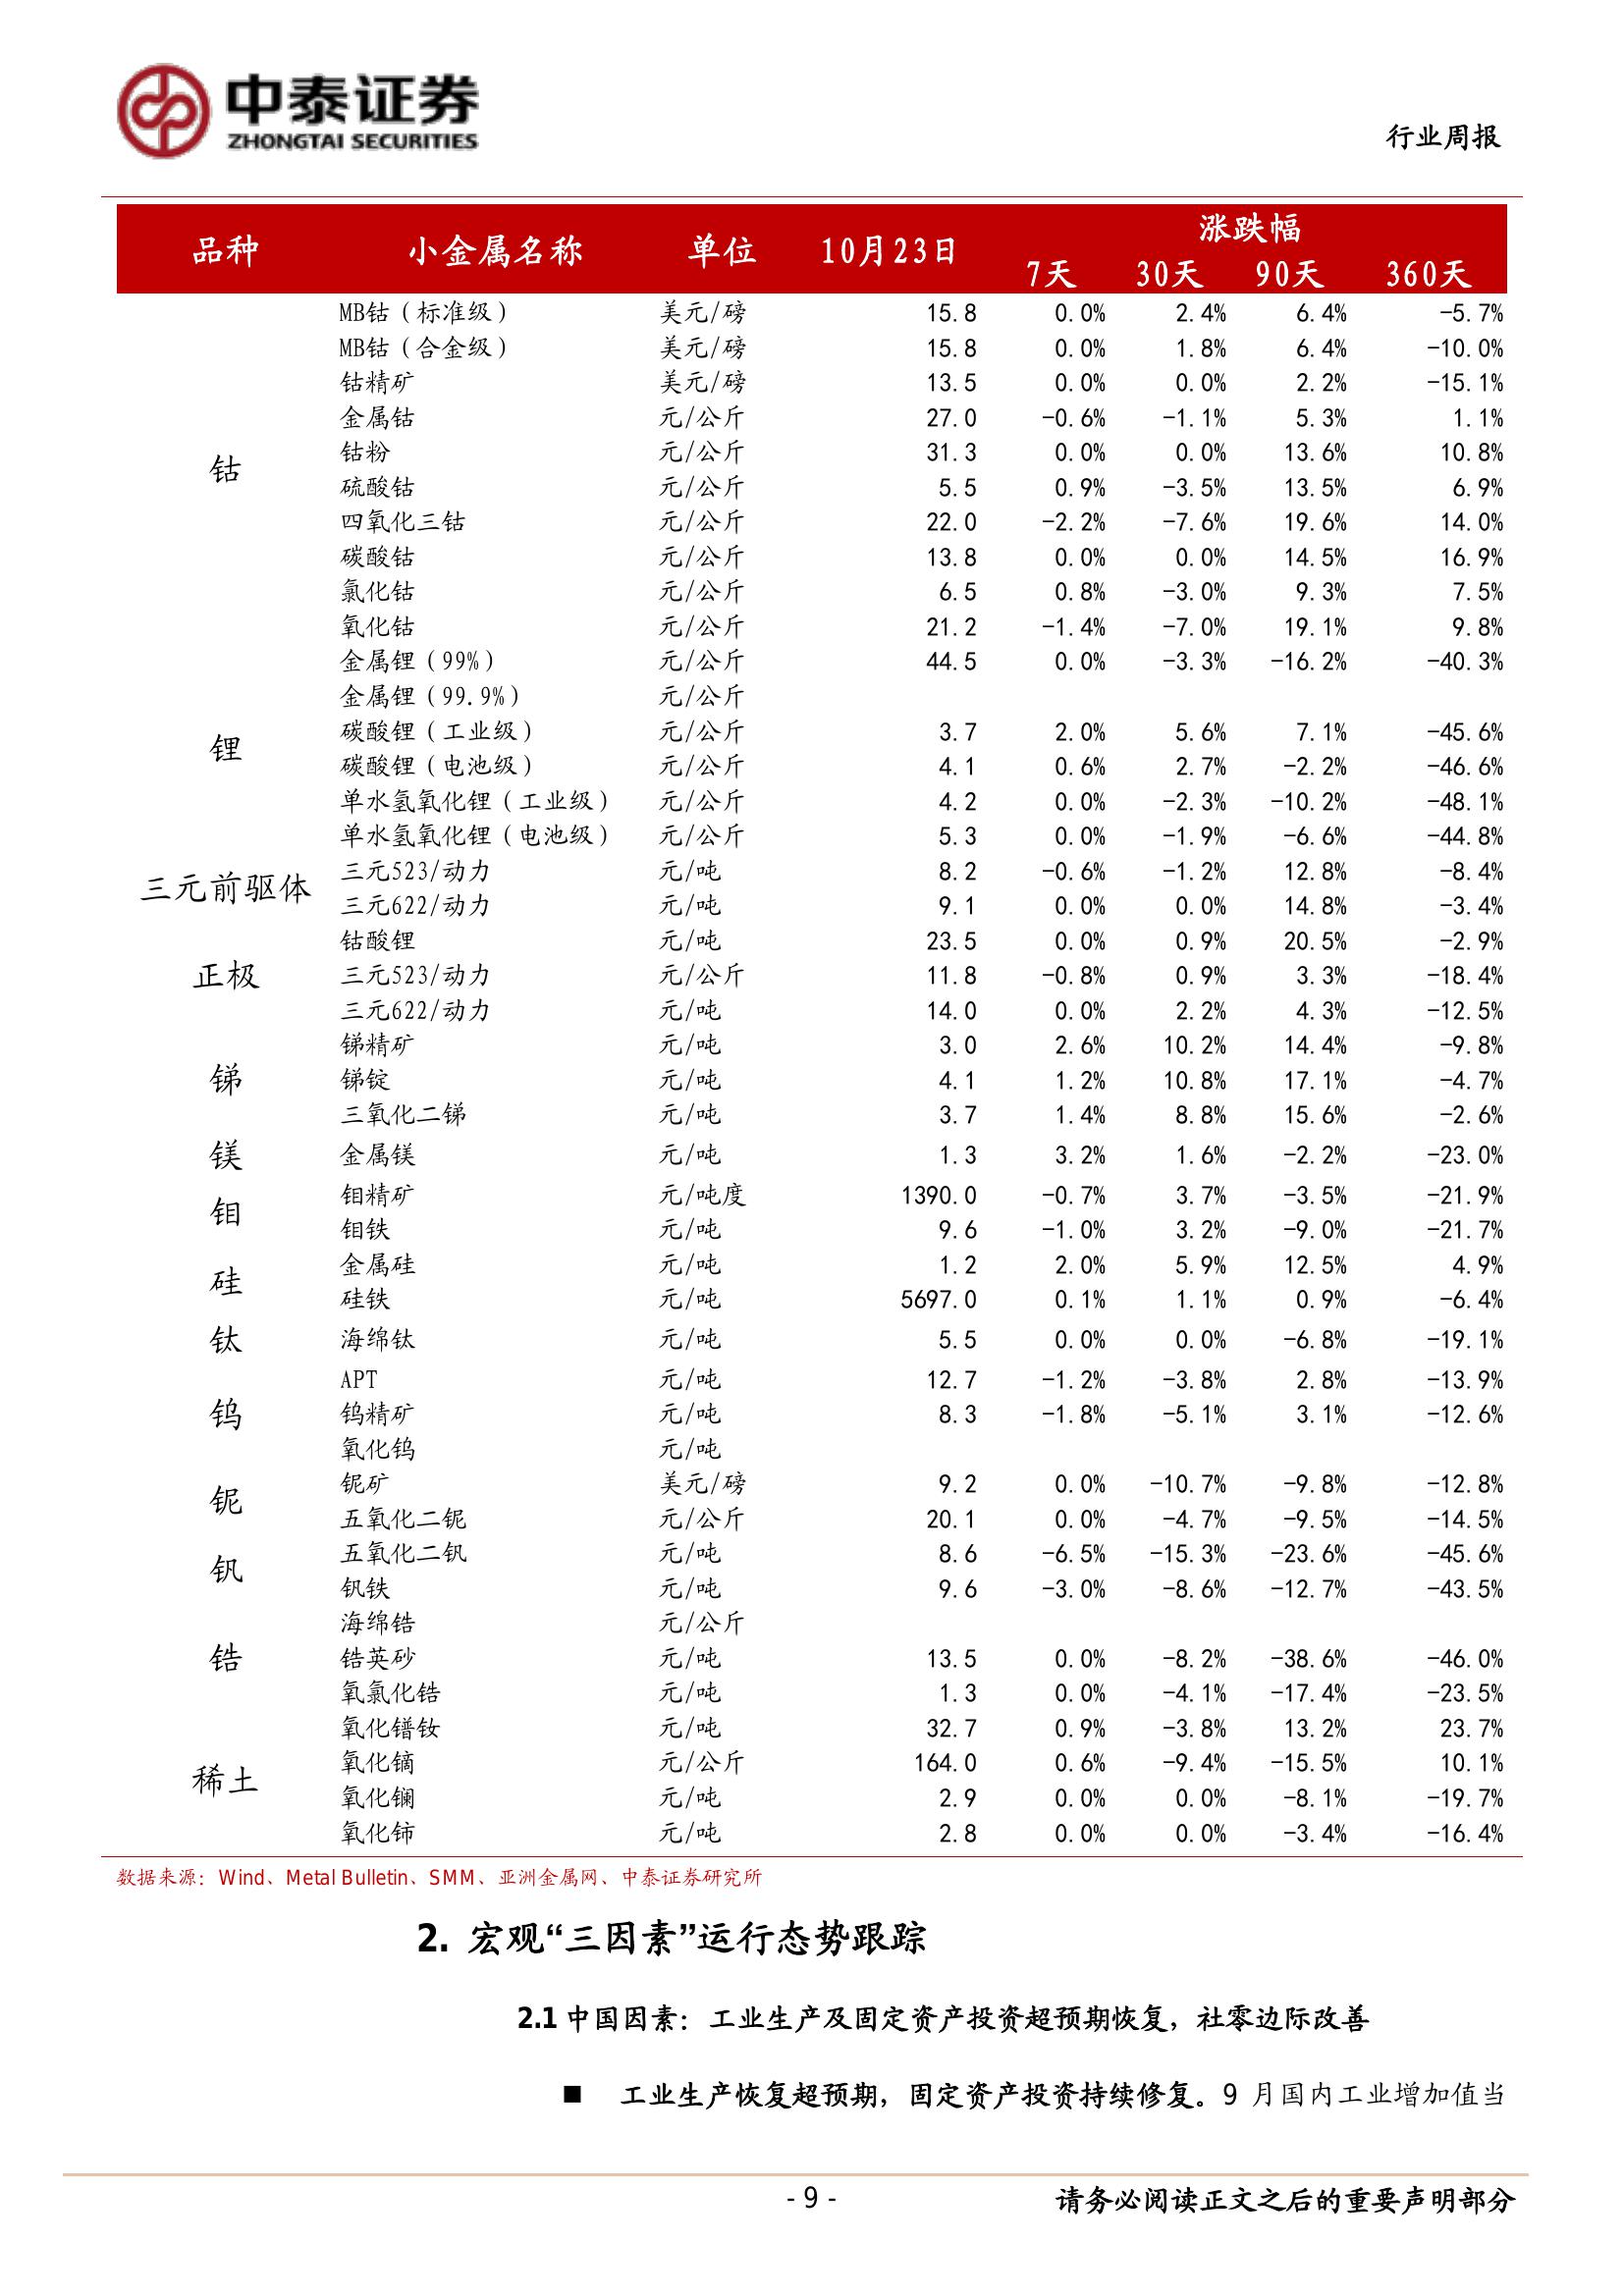 中泰证券
ZHONGTAI SECURITIES
行业周报
品种 小金属名称 单位 10月23日 涨跌幅
7天 30天 90天 360天
钴
MB钴（标准级） 美元/磅 15.8 0.0% 2.4% 6.4% -5.7%
MB钴（合金级） 美元/磅 15.8 0.0% 1.8% 6.4% -10.0%
钴精矿 美元/磅 13.5 0.0% 0.0% 2.2% -15.1%
金属钴 元/公斤 27.0 -0.6% -1.1% 5.3% 1.1%
钴粉 元/公斤 31.3 0.0% 0.0% 13.6% 10.8%
硫酸钴 元/公斤 5.5 0.9% -3.5% 13.5% 6.9%
四氧化三钴 元/公斤 22.0 -2.2% -7.6% 19.6% 14.0%
碳酸钴 元/公斤 13.8 0.0% 0.0% 14.5% 16.9%
氯化钴 元/公斤 6.5 0.8% -3.0% 9.3% 7.5%
氧化钴 元/公斤 21.2 -1.4% -7.0% 19.1% 9.8%
锂
金属锂（99%） 元/公斤 44.5 0.0% -3.3% -16.2% -40.3%
金属锂（99.9%） 元/公斤
碳酸锂（工业级） 元/公斤 3.7 2.0% 5.6% 7.1% -45.6%
碳酸锂（电池级） 元/公斤 4.1 0.6% 2.7% -2.2% -46.6%
单水氢氧化锂（工业级） 元/公斤 4.2 0.0% -2.3% -10.2% -48.1%
单水氢氧化锂（电池级） 元/公斤 5.3 0.0% -1.9% -6.6% -44.8%
三元前驱体
三元523/动力 元/吨 8.2 -0.6% -1.2% 12.8% -8.4%
三元622/动力 元/吨 9.1 0.0% 0.0% 14.8% -3.4%
正极
钴酸锂 元/吨 23.5 0.0% 0.9% 20.5% -2.9%
三元523/动力 元/公斤 11.8 -0.8% 0.9% 3.3% -18.4%
三元622/动力 元/吨 14.0 0.0% 2.2% 4.3% -12.5%
锑
锑精矿 元/吨 3.0 2.6% 10.2% 14.4% -9.8%
锑锭 元/吨 4.1 1.2% 10.8% 17.1% -4.7%
三氧化二锑 元/吨 3.7 1.4% 8.8% 15.6% -2.6%
镁 金属镁 元/吨 1.3 3.2% 1.6% -2.2% -23.0%
钼
钼精矿 元/吨度 1390.0 -0.7% 3.7% -3.5% -21.9%
钼铁 元/吨 9.6 -1.0% 3.2% -9.0% -21.7%
硅
金属硅 元/吨 1.2 2.0% 5.9% 12.5% 4.9%
硅铁 元/吨 5697.0 0.1% 1.1% 0.9% -6.4%
钛 海绵钛 元/吨 5.5 0.0% 0.0% -6.8% -19.1%
钨
APT 元/吨 12.7 -1.2% -3.8% 2.8% -13.9%
钨精矿 元/吨 8.3 -1.8% -5.1% 3.1% -12.6%
氧化钨 元/吨
铌
铌矿 美元/磅 9.2 0.0% -10.7% -9.8% -12.8%
五氧化二铌 元/公斤 20.1 0.0% -4.7% -9.5% -14.5%
钒
五氧化二钒 元/吨 8.6 -6.5% -15.3% -23.6% -45.6%
钒铁 元/吨 9.6 -3.0% -8.6% -12.7% -43.5%
锆
海绵锆 元/公斤
锆英砂 元/吨 13.5 0.0% -8.2% -38.6% -46.0%
氧氯化锆 元/吨 1.3 0.0% -4.1% -17.4% -23.5%
稀土
氧化镨钕 元/吨 32.7 0.9% -3.8% 13.2% 23.7%
氧化镝 元/公斤 164.0 0.6% -9.4% -15.5% 10.1%
氧化镧 元/吨 2.9 0.0% 0.0% -8.1% -19.7%
氧化铈 元/吨 2.8 0.0% 0.0% -3.4% -16.4%
数据来源：Wind、Metal Bulletin、SMM、亚洲金属网、中泰证券研究所
2. 宏观“三因素”运行态势跟踪
2.1 中国因素：工业生产及固定资产投资超预期恢复，社零边际改善
■ 工业生产恢复超预期，固定资产投资持续修复。9 月国内工业增加值当
- 9 - 请务必阅读正文之后的重要声明部分